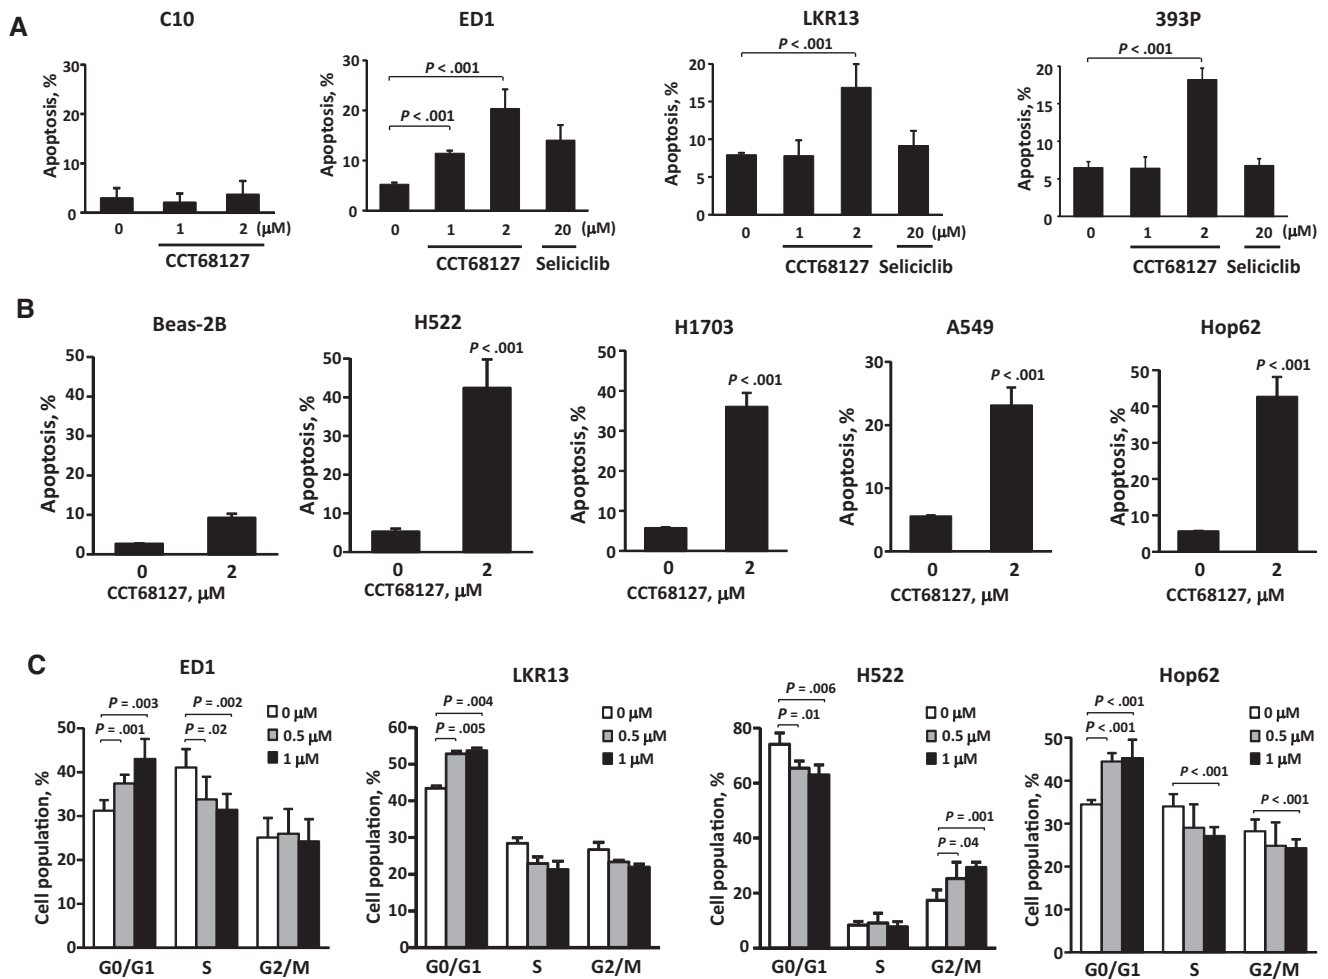 A
C10
ED1
LKR13
393P
Apoptosis, %
30
20
10
0
0 1 2 (μM)
CCT68127
Apoptosis, %
30
20
10
0
P < .001
P < .001
0 1 2 20
CCT68127 Seliciclib
Apoptosis, %
20
15
10
5
0
P < .001
0 1 2 20 (μM)
CCT68127 Seliciclib
Apoptosis, %
20
15
10
5
0
P < .001
0 1 2 20 (μM)
CCT68127 Seliciclib
B
Beas-2B
H522
H1703
A549
Hop62
Apoptosis, %
50
40
30
20
10
0
0 2
CCT68127, μM
Apoptosis, %
50
40
30
20
10
0
P < .001
0 2
CCT68127, μM
Apoptosis, %
50
40
30
20
10
0
P < .001
0 2
CCT68127, μM
Apoptosis, %
30
20
10
0
P < .001
0 2
CCT68127, μM
Apoptosis, %
50
40
30
20
10
0
P < .001
0 2
CCT68127, μM
C
ED1
LKR13
H522
Hop62
Cell population, %
50
40
30
20
10
0
P = .003
P = .001
P = .002
P = .02
0 μM
0.5 μM
1 μM
G0/G1 S G2/M
Cell population, %
60
50
40
30
20
10
0
P = .004
P = .005
0 μM
0.5 μM
1 μM
G0/G1 S G2/M
Cell population, %
80
60
40
20
0
P = .006
P = .01
P = .001
P = .04
0 μM
0.5 μM
1 μM
G0/G1 S G2/M
Cell population, %
50
40
30
20
10
0
P < .001
P < .001
P < .001
P < .001
0 μM
0.5 μM
1 μM
G0/G1 S G2/M